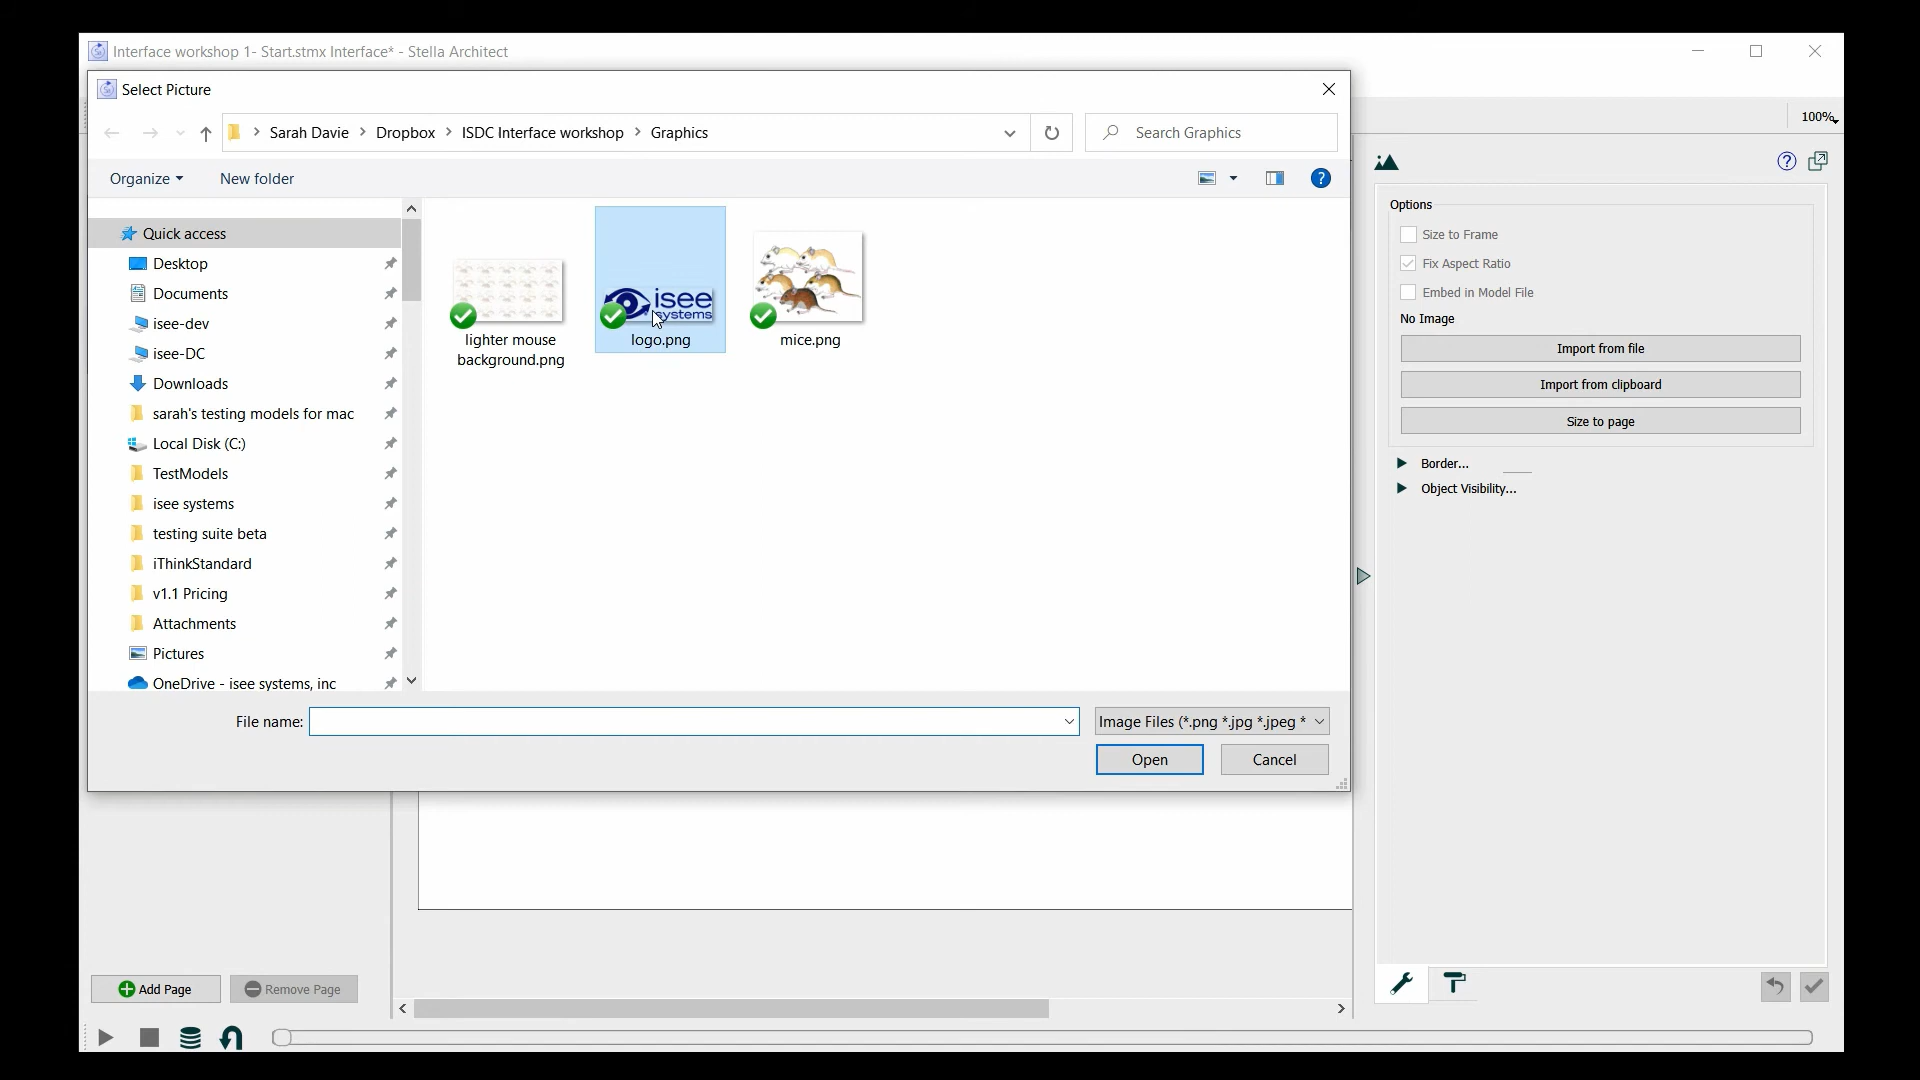 Interface workshop 1- Start.stmx Interface* - Stella Architect
Select Picture
Sarah Davie > Dropbox > ISDC Interface workshop > Graphics
Search Graphics
100%
Organize
New folder
Quick access
Desktop
Documents
isee-dev
isee-DC
Downloads
sarah's testing models for mac
Local Disk (C:)
TestModels
isee systems
testing suite beta
iThinkStandard
v1.1 Pricing
Attachments
Pictures
OneDrive - isee systems, inc
lighter mouse
background.png
isee
systems
logo.png
mice.png
File name:
Image Files (*.png *.jpg *.jpeg *
Open
Cancel
Options
Size to Frame
Fix Aspect Ratio
Embed in Model File
No Image
Import from file
Import from clipboard
Size to page
Border...
Object Visibility...
Add Page
Remove Page